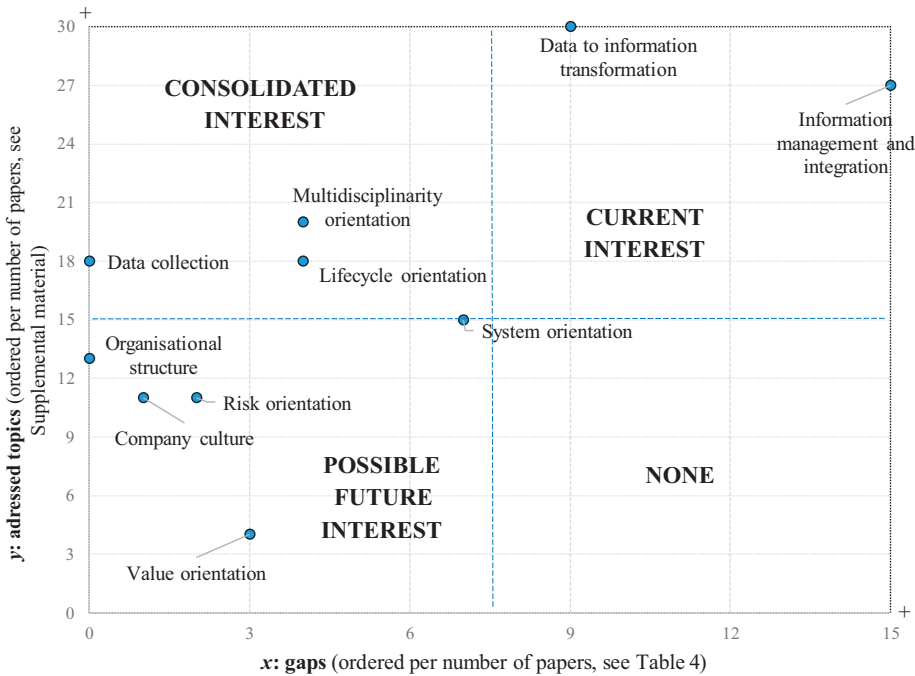 +
30
27
24
21
18
15
12
9
6
3
0
y: adressed topics (ordered per number of papers, see
Supplemental material)
CONSOLIDATED
INTEREST
Data to information
transformation
Information
management and
integration
Multidisciplinarity
orientation
CURRENT
INTEREST
Data collection
Lifecycle orientation
System orientation
Organisational
structure
Risk orientation
Company culture
POSSIBLE
FUTURE
INTEREST
NONE
Value orientation
0
3
6
9
12
15
+
x: gaps (ordered per number of papers, see Table 4)